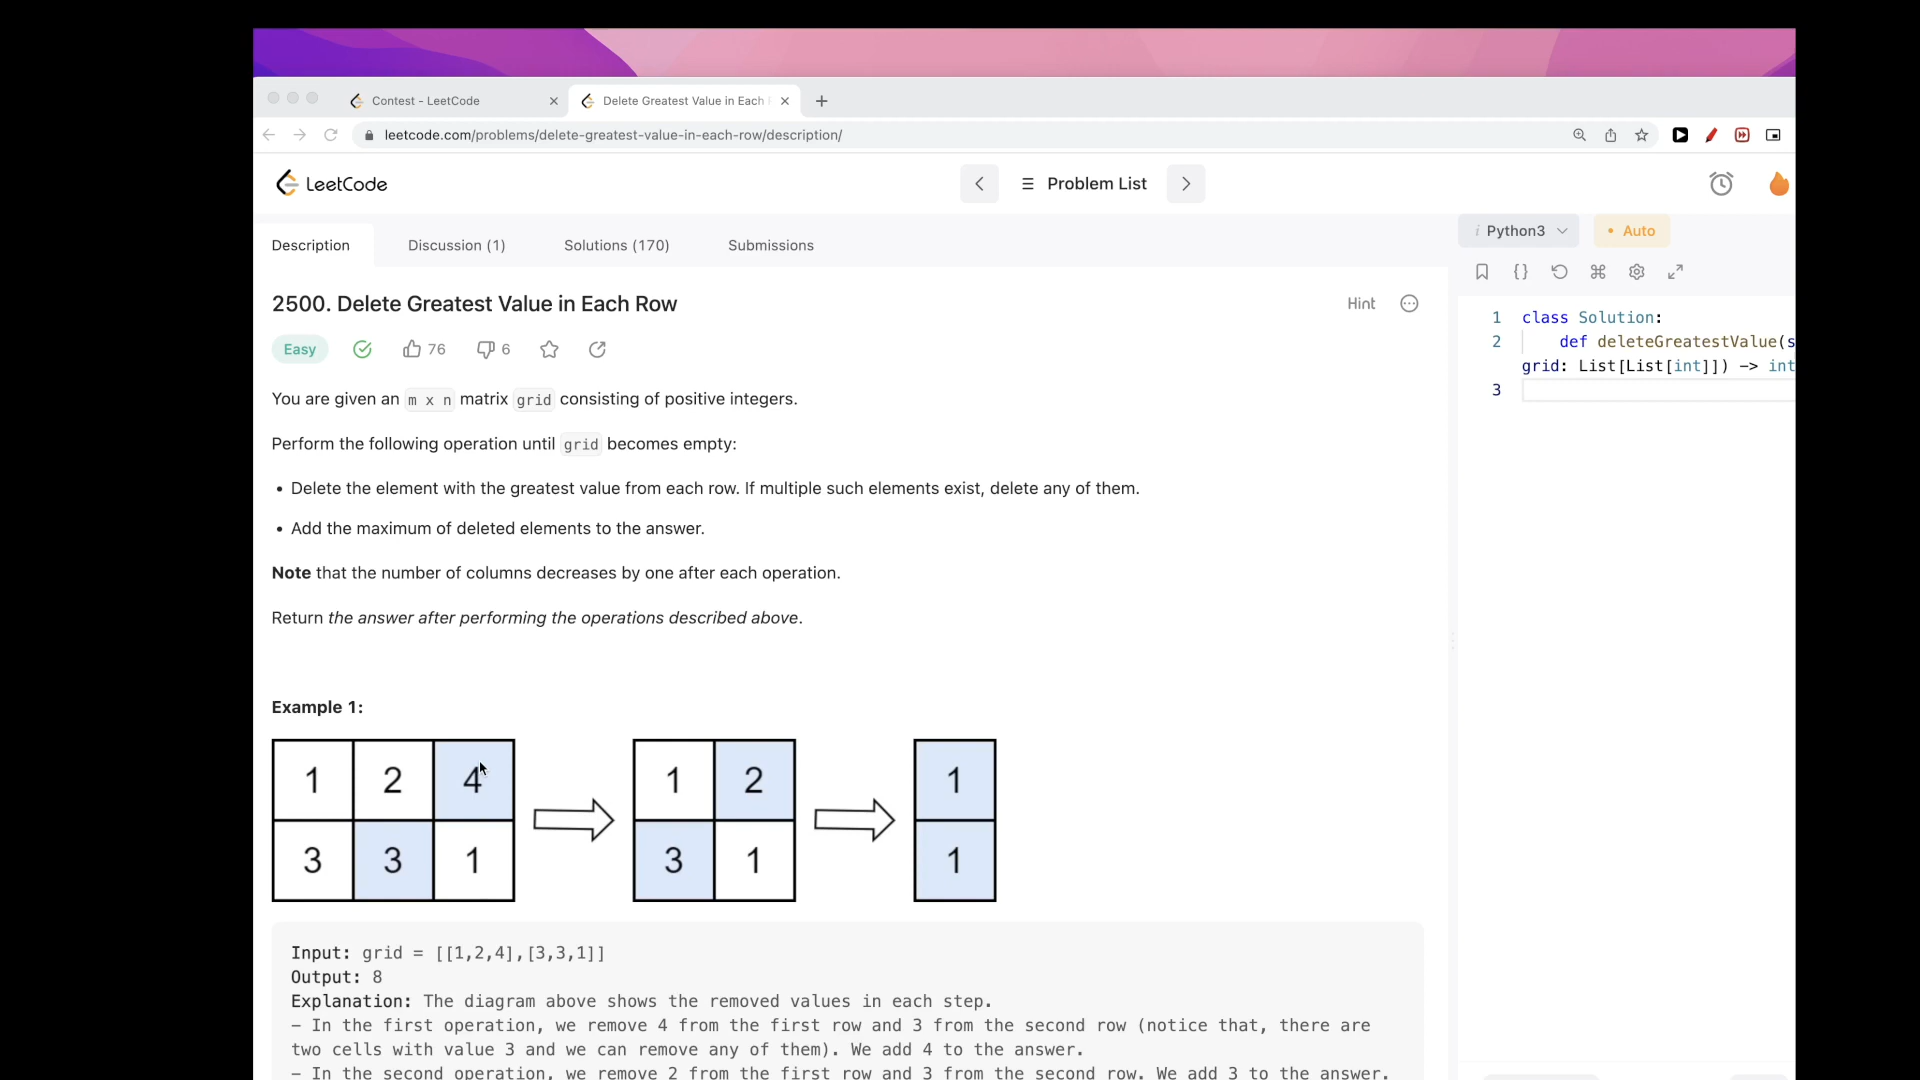 Contest - LeetCode
Delete Greatest Value in Each
leetcode.com/problems/delete-greatest-value-in-each-row/description/
LeetCode
Problem List
Description
Discussion (1)
Solutions (170)
Submissions
i Python3
• Auto
2500. Delete Greatest Value in Each Row
Hint
Easy
76
6
You are given an m x n matrix grid consisting of positive integers.
Perform the following operation until grid becomes empty:
• Delete the element with the greatest value from each row. If multiple such elements exist, delete any of them.
• Add the maximum of deleted elements to the answer.
Note that the number of columns decreases by one after each operation.
Return the answer after performing the operations described above.
Example 1:
1 2 4
3 3 1
1 2
3 1
1
1
Input: grid = [[1,2,4],[3,3,1]]
Output: 8
Explanation: The diagram above shows the removed values in each step.
- In the first operation, we remove 4 from the first row and 3 from the second row (notice that, there are
two cells with value 3 and we can remove any of them). We add 4 to the answer.
- In the second operation, we remove 2 from the first row and 3 from the second row. We add 3 to the answer.
1 class Solution:
2 def deleteGreatestValue(s
grid: List[List[int]]) -> int
3